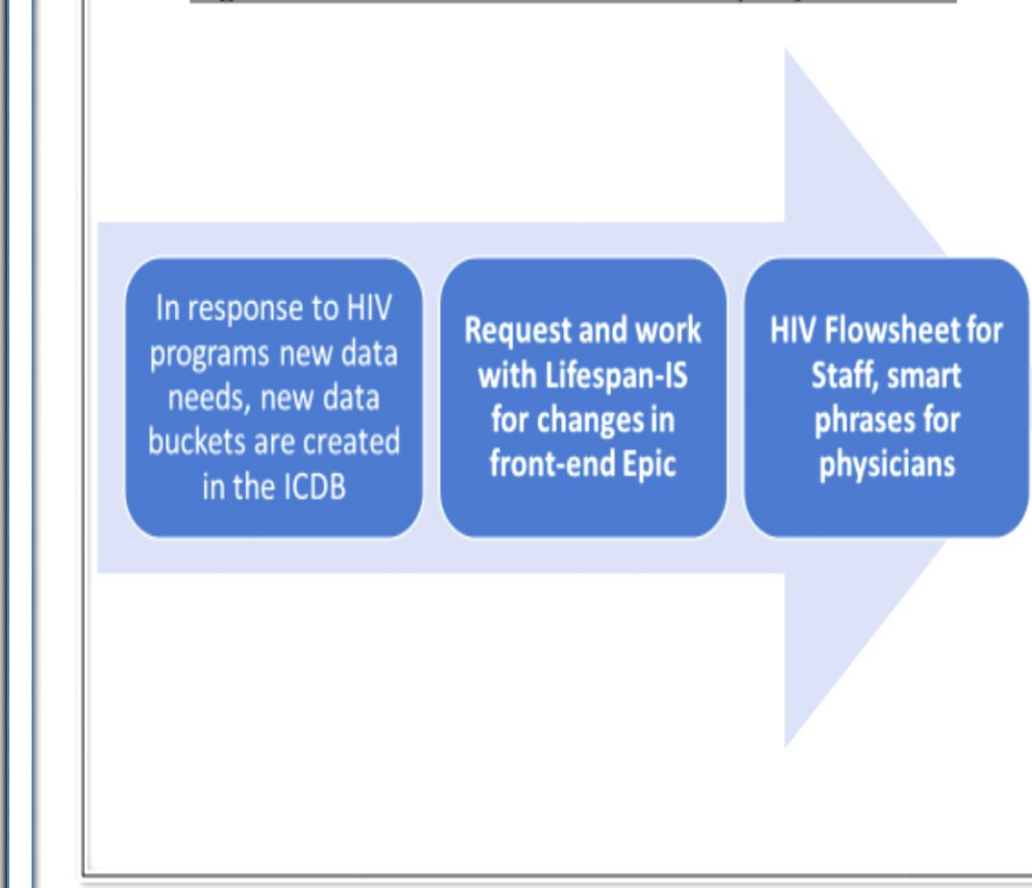 In response to HIV
programs new data
needs, new data
buckets are created
in the ICDB
Request and work
with Lifespan-IS
for changes in
front-end Epic
HIV Flowsheet for
Staff, smart
phrases for
physicians